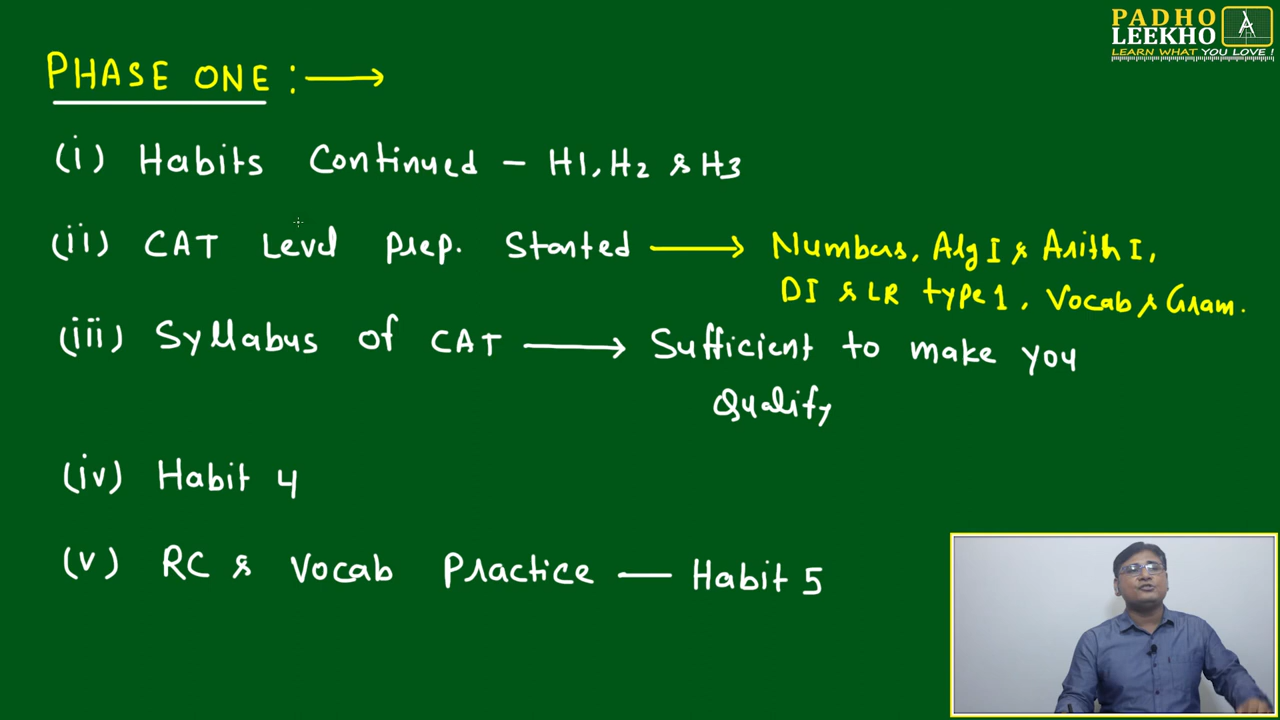 PADHO
LEEKHO
LEARN WHAT YOU LOVE !
PHASE ONE :→
(i) Habits Continued - H1, H2 & H3
(ii) CAT Level prep. Started → Numbers, Alg I & Arith I,
DI & LR type 1, Vocab & Gram.
(iii) Syllabus of CAT → Sufficient to make you
Qualify
(iv) Habit 4
(v) RC & Vocab Practice — Habit 5